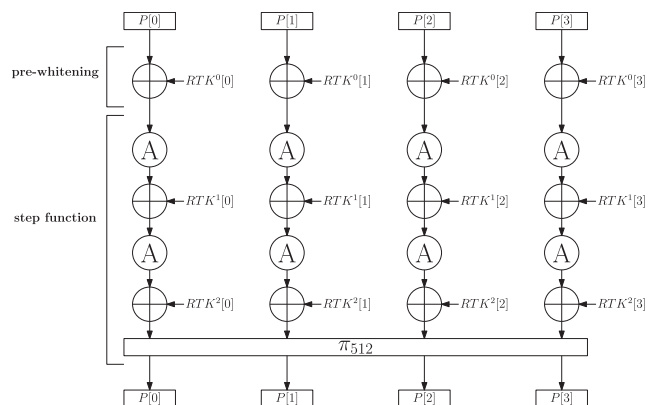 P[0] P[1] P[2] P[3]
pre-whitening
RTK^0[0] RTK^0[1] RTK^0[2] RTK^0[3]
A A A A
step function
RTK^1[0] RTK^1[1] RTK^1[2] RTK^1[3]
A A A A
RTK^2[0] RTK^2[1] RTK^2[2] RTK^2[3]
π_512
P[0] P[1] P[2] P[3]